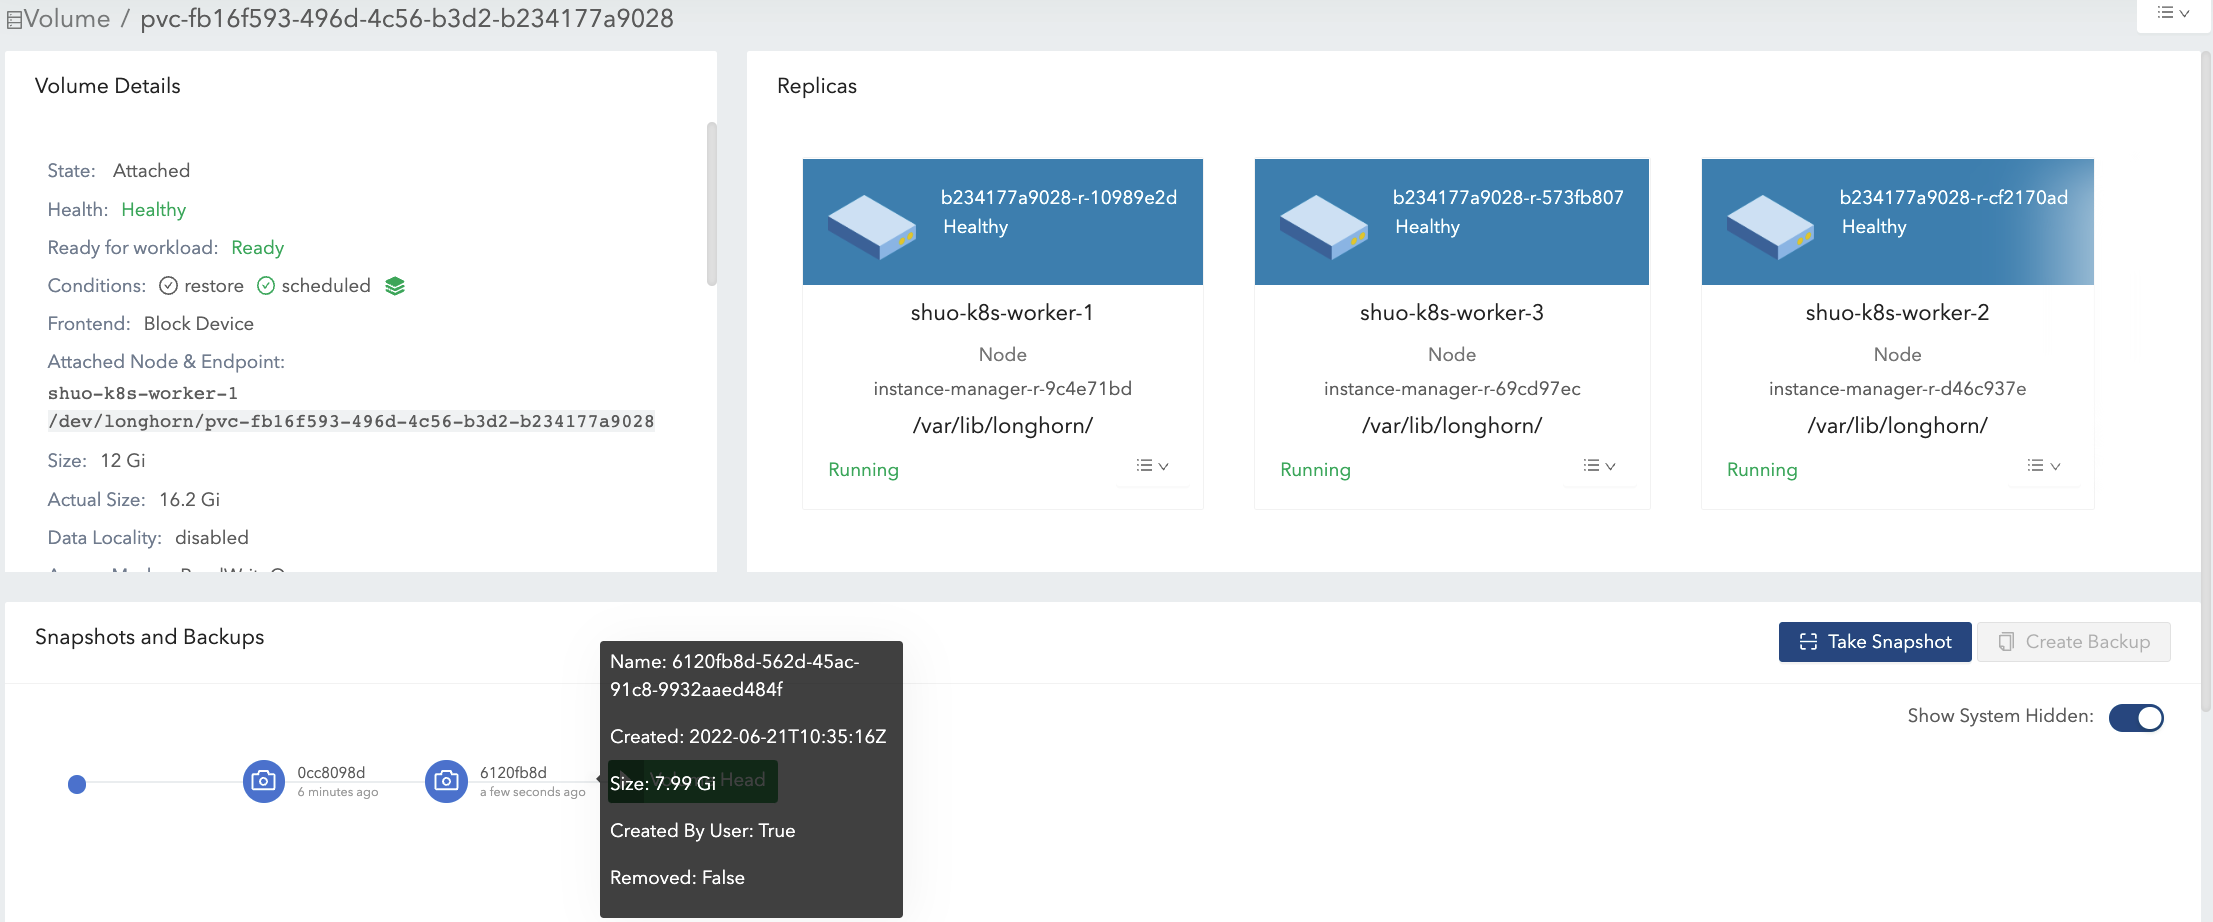 Volume / pvc-fb16f593-496d-4c56-b3d2-b234177a9028
Volume Details
State: Attached
Health: Healthy
Ready for workload: Ready
Conditions: restore scheduled
Frontend: Block Device
Attached Node & Endpoint:
shuo-k8s-worker-1
/dev/longhorn/pvc-fb16f593-496d-4c56-b3d2-b234177a9028
Size: 12 Gi
Actual Size: 16.2 Gi
Data Locality: disabled
Replicas
b234177a9028-r-10989e2d
Healthy
shuo-k8s-worker-1
Node
instance-manager-r-9c4e71bd
/var/lib/longhorn/
Running
b234177a9028-r-573fb807
Healthy
shuo-k8s-worker-3
Node
instance-manager-r-69cd97ec
/var/lib/longhorn/
Running
b234177a9028-r-cf2170ad
Healthy
shuo-k8s-worker-2
Node
instance-manager-r-d46c937e
/var/lib/longhorn/
Running
Snapshots and Backups
Take Snapshot
Create Backup
Show System Hidden:
0cc8098d
6 minutes ago
6120fb8d
a few seconds ago
Name: 6120fb8d-562d-45ac-
91c8-9932aaed484f
Created: 2022-06-21T10:35:16Z
Size: 7.99 Gi
Head
Created By User: True
Removed: False